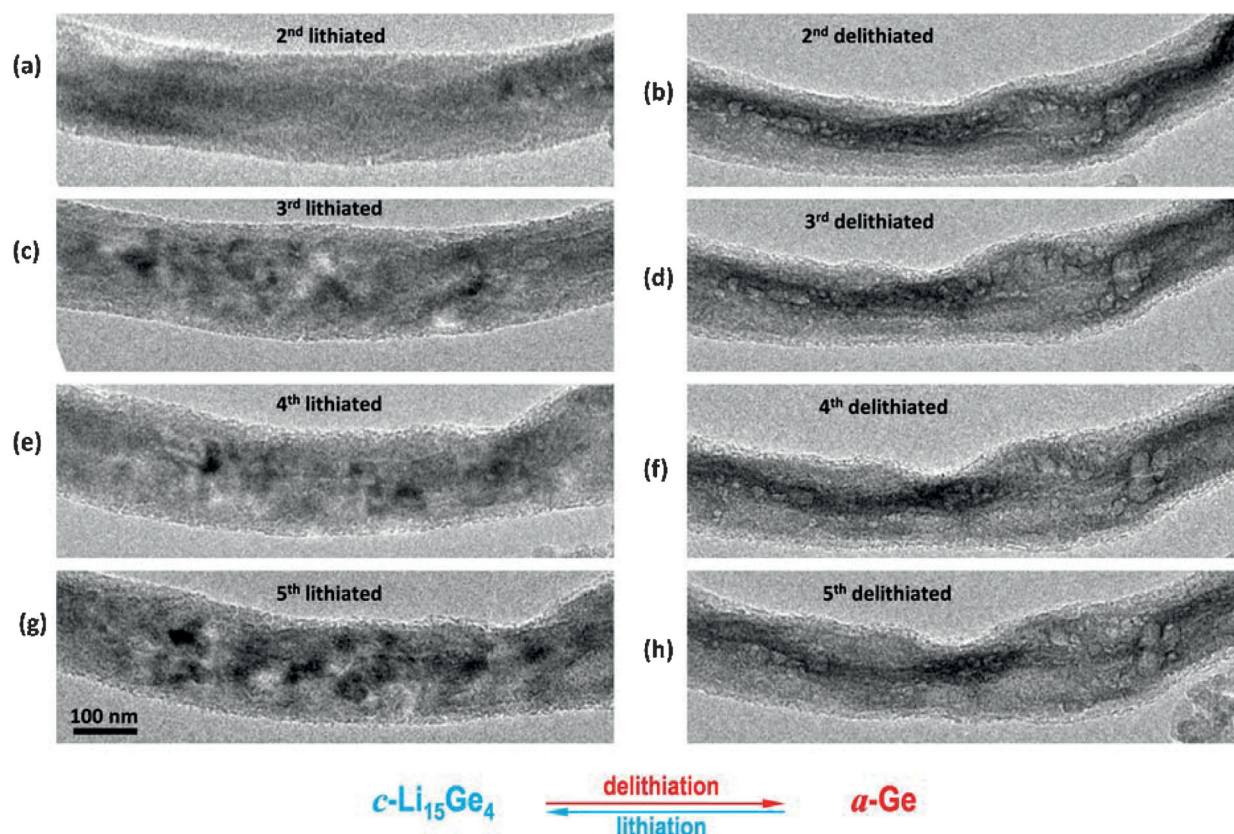 (a) 2nd lithiated
(b) 2nd delithiated
(c) 3rd lithiated
(d) 3rd delithiated
(e) 4th lithiated
(f) 4th delithiated
(g) 5th lithiated
(h) 5th delithiated
100 nm
c-Li15Ge4 delithiation a-Ge
lithiation